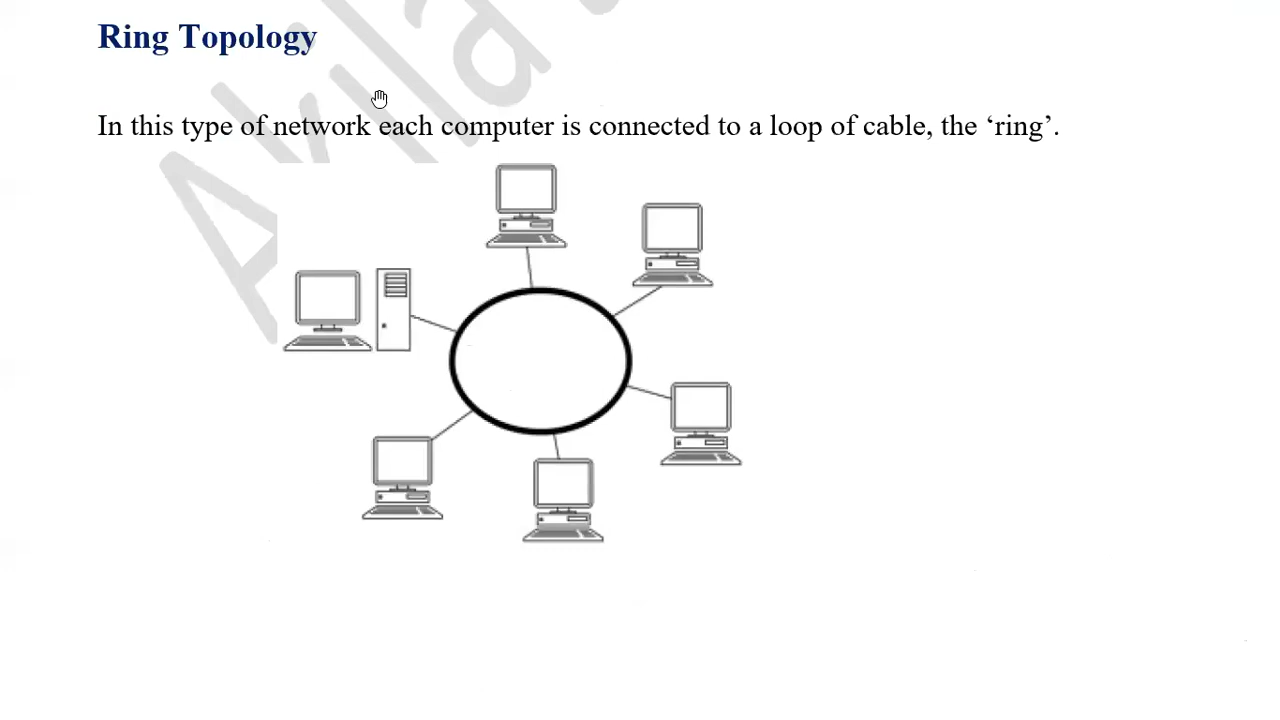 Ring Topology
In this type of network each computer is connected to a loop of cable, the ‘ring’.